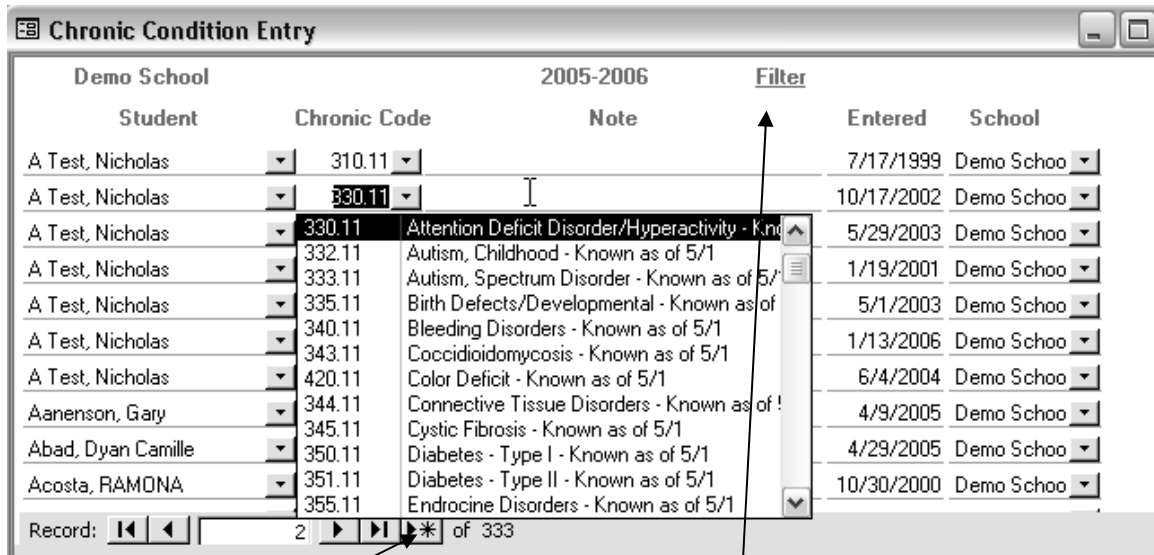 Chronic Condition Entry
Demo School 2005-2006 Filter
Student Chronic Code Note Entered School
A Test, Nicholas 310.11 7/17/1999 Demo Schoo
A Test, Nicholas 330.11 10/17/2002 Demo Schoo
330.11 Attention Deficit Disorder/Hyperactivity - Kno
A Test, Nicholas 5/29/2003 Demo Schoo
332.11 Autism, Childhood - Known as of 5/1
A Test, Nicholas 1/19/2001 Demo Schoo
333.11 Autism, Spectrum Disorder - Known as of 5/
A Test, Nicholas 5/1/2003 Demo Schoo
335.11 Birth Defects/Developmental - Known as of
340.11 Bleeding Disorders - Known as of 5/1
A Test, Nicholas 1/13/2006 Demo Schoo
343.11 Coccidioidomycosis - Known as of 5/1
A Test, Nicholas 6/4/2004 Demo Schoo
420.11 Color Deficit - Known as of 5/1
344.11 Connective Tissue Disorders - Known as of
Aanenson, Gary 4/9/2005 Demo Schoo
345.11 Cystic Fibrosis - Known as of 5/1
Abad, Dyan Camille 4/29/2005 Demo Schoo
350.11 Diabetes - Type I - Known as of 5/1
351.11 Diabetes - Type II - Known as of 5/1
Acosta, RAMONA 10/30/2000 Demo Schoo
355.11 Endrocine Disorders - Known as of 5/1
Record: 2 of 333